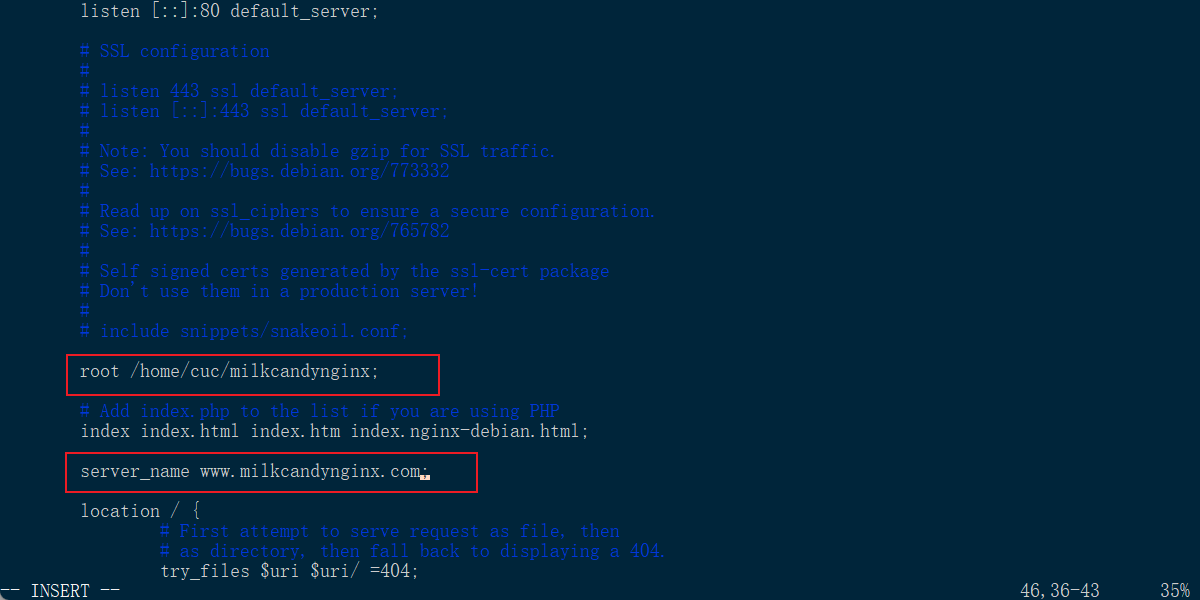 listen [::]:80 default_server;
# SSL configuration
#
# listen 443 ssl default_server;
# listen [::]:443 ssl default_server;
#
# Note: You should disable gzip for SSL traffic.
# See: https://bugs.debian.org/773332
#
# Read up on ssl_ciphers to ensure a secure configuration.
# See: https://bugs.debian.org/765782
#
# Self signed certs generated by the ssl-cert package
# Don't use them in a production server!
#
# include snippets/snakeoil.conf;
root /home/cuc/milkcandynginx;
# Add index.php to the list if you are using PHP
index index.html index.htm index.nginx-debian.html;
server_name www.milkcandynginx.com;
location / {
# First attempt to serve request as file, then
# as directory, then fall back to displaying a 404.
try_files $uri $uri/ =404;
-- INSERT -- 46,36-43 35%